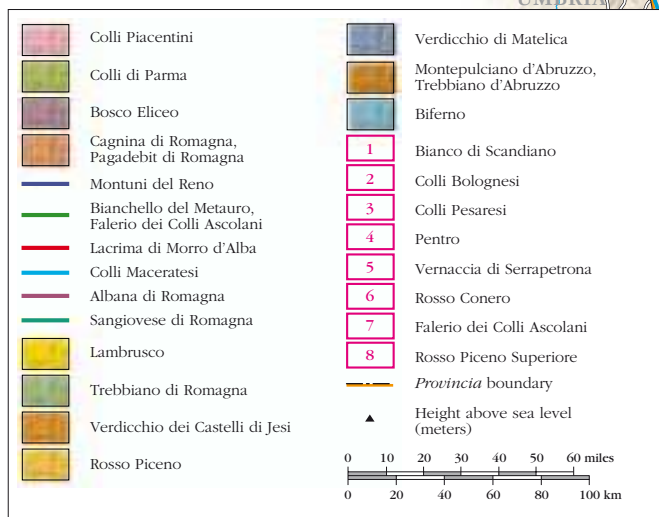 UMBRIA
Colli Piacentini
Colli di Parma
Bosco Eliceo
Cagnina di Romagna,
Pagadebit di Romagna
Montuni del Reno
Bianchello del Metauro,
Falerio dei Colli Ascolani
Lacrima di Morro d'Alba
Colli Maceratesi
Albana di Romagna
Sangiovese di Romagna
Lambrusco
Trebbiano di Romagna
Verdicchio dei Castelli di Jesi
Rosso Piceno
Verdicchio di Matelica
Montepulciano d'Abruzzo,
Trebbiano d'Abruzzo
Biferno
1 Bianco di Scandiano
2 Colli Bolognesi
3 Colli Pesaresi
4 Pentro
5 Vernaccia di Serrapetrona
6 Rosso Conero
7 Falerio dei Colli Ascolani
8 Rosso Piceno Superiore
Provincia boundary
Height above sea level
(meters)
0 10 20 30 40 50 60 miles
0 20 40 60 80 100 km